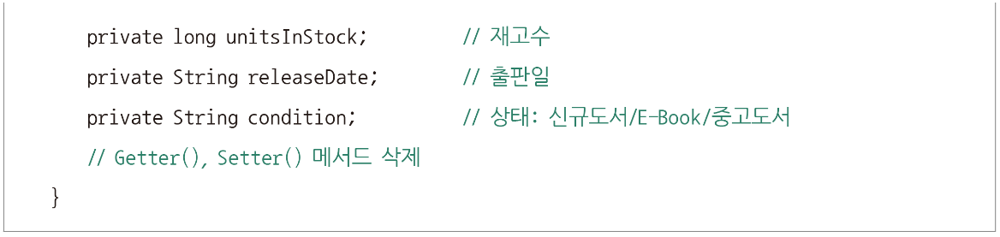 private long unitsInStock; // 재고수
private String releaseDate; // 출판일
private String condition; // 상태: 신규도서/E-Book/중고도서
// Getter(), Setter() 메서드 삭제
}